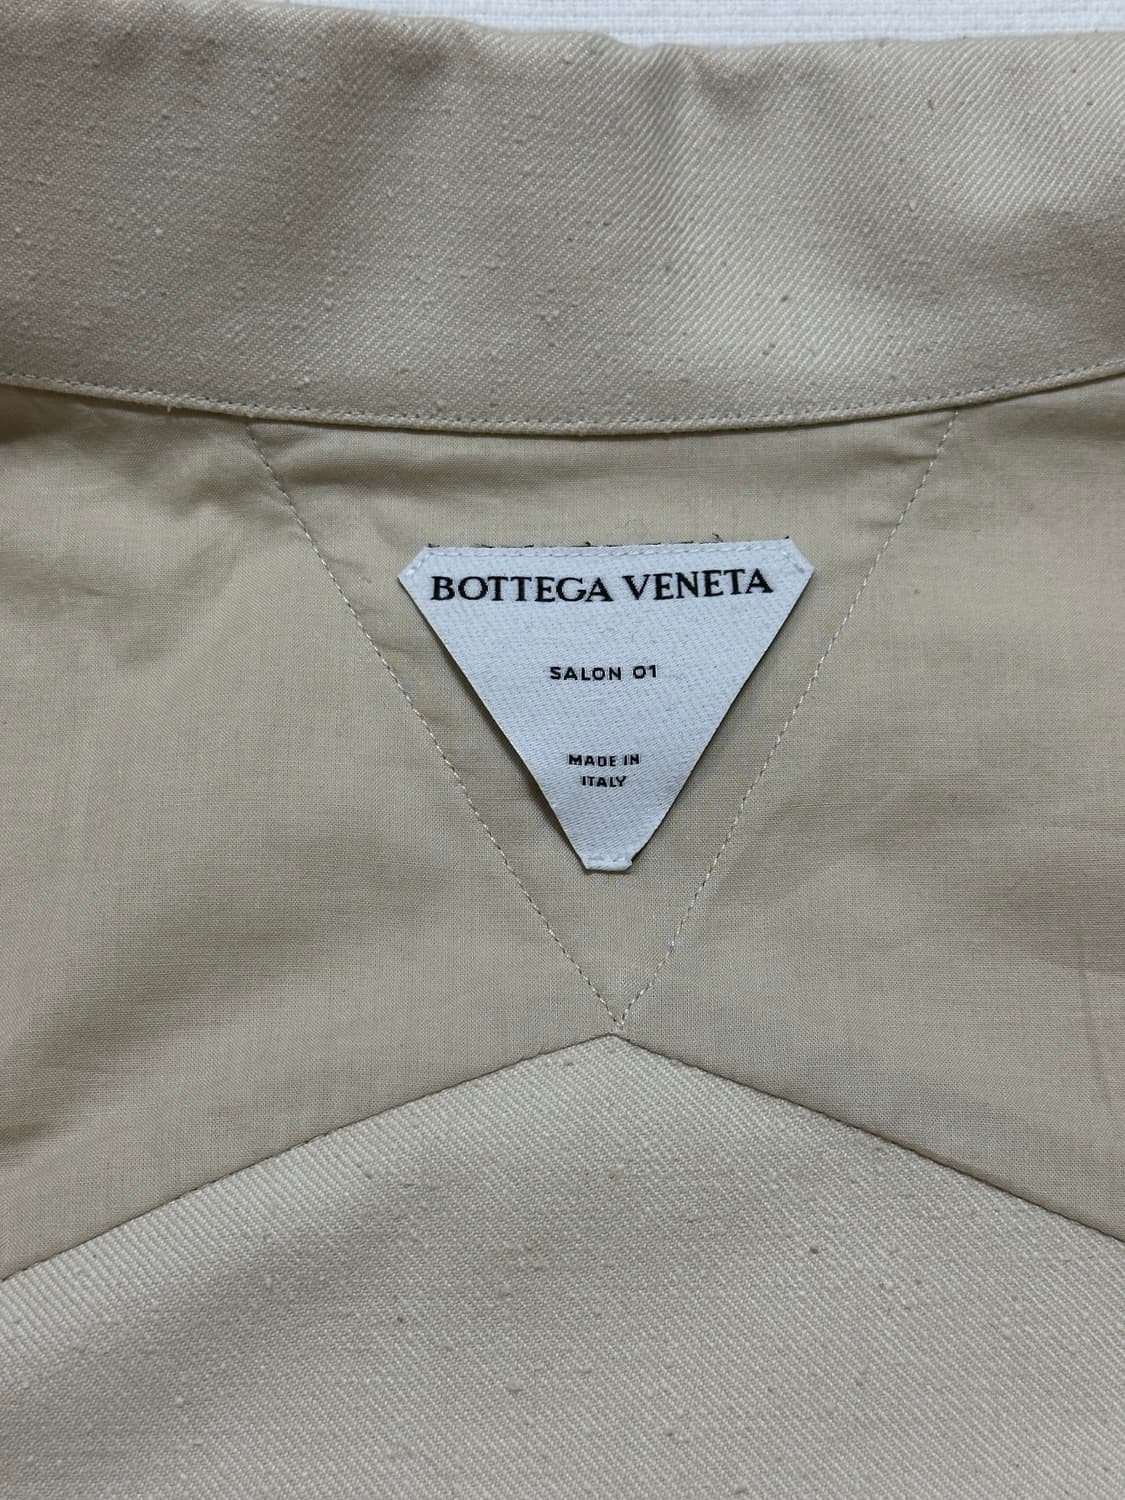 BOTTEGA VENETA
SALON 01
MADE IN
ITALY